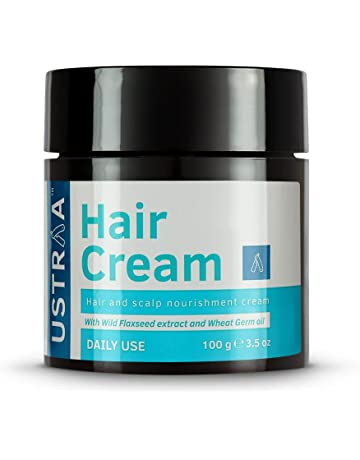 USTRAA™
Hair
Cream
Hair and scalp nourishment cream
With Wild Flaxseed extract and Wheat Germ oil
DAILY USE 100 g ℮ 3.5 oz